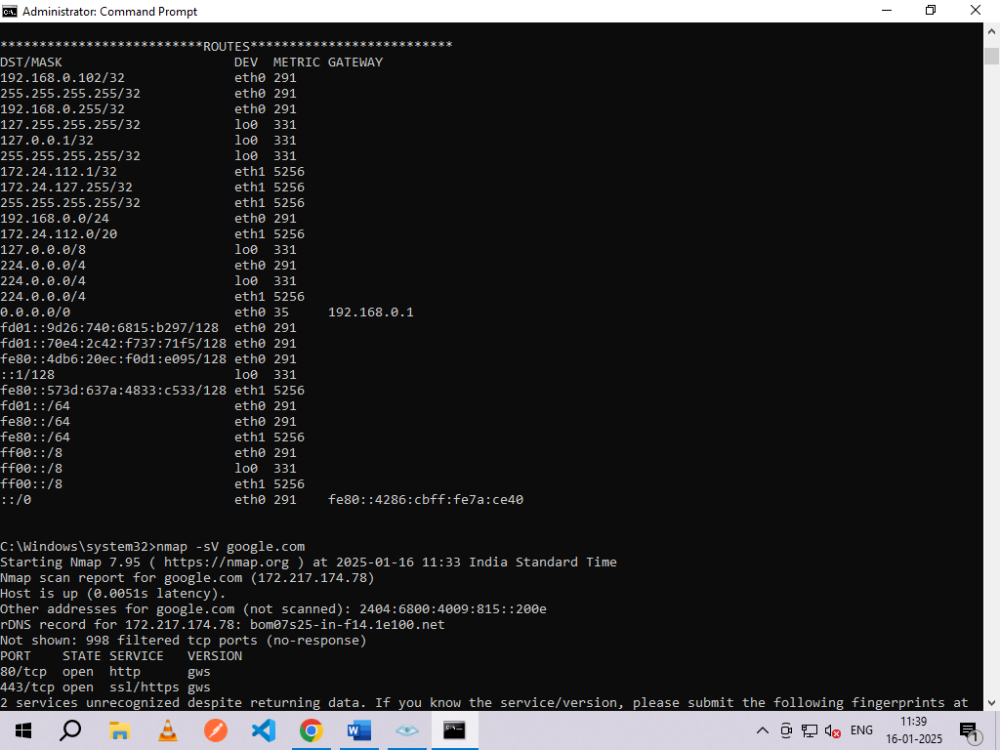 Administrator: Command Prompt
**************************ROUTES**************************
DST/MASK                      DEV  METRIC GATEWAY
192.168.0.102/32              eth0 291
255.255.255.255/32            eth0 291
192.168.0.255/32              eth0 291
127.255.255.255/32            lo0  331
127.0.0.1/32                  lo0  331
255.255.255.255/32            lo0  331
172.24.112.1/32               eth1 5256
172.24.127.255/32             eth1 5256
255.255.255.255/32            eth1 5256
192.168.0.0/24                eth0 291
172.24.112.0/20               eth1 5256
127.0.0.0/8                   lo0  331
224.0.0.0/4                   eth0 291
224.0.0.0/4                   lo0  331
224.0.0.0/4                   eth1 5256
0.0.0.0/0                     eth0 35     192.168.0.1
fd01::9d26:740:6815:b297/128  eth0 291
fd01::70e4:2c42:f737:71f5/128 eth0 291
fe80::4db6:20ec:f0d1:e095/128 eth0 291
::1/128                       lo0  331
fe80::573d:637a:4833:c533/128 eth1 5256
fd01::/64                     eth0 291
fe80::/64                     eth0 291
fe80::/64                     eth1 5256
ff00::/8                      eth0 291
ff00::/8                      lo0  331
ff00::/8                      eth1 5256
::/0                          eth0 291    fe80::4286:cbff:fe7a:ce40
C:\Windows\system32>nmap -sV google.com
Starting Nmap 7.95 ( https://nmap.org ) at 2025-01-16 11:33 India Standard Time
Nmap scan report for google.com (172.217.174.78)
Host is up (0.0051s latency).
Other addresses for google.com (not scanned): 2404:6800:4009:815::200e
rDNS record for 172.217.174.78: bom07s25-in-f14.1e100.net
Not shown: 998 filtered tcp ports (no-response)
PORT    STATE SERVICE   VERSION
80/tcp  open  http      gws
443/tcp open  ssl/https gws
2 services unrecognized despite returning data. If you know the service/version, please submit the following fingerprints at
ENG
11:39
16-01-2025
1